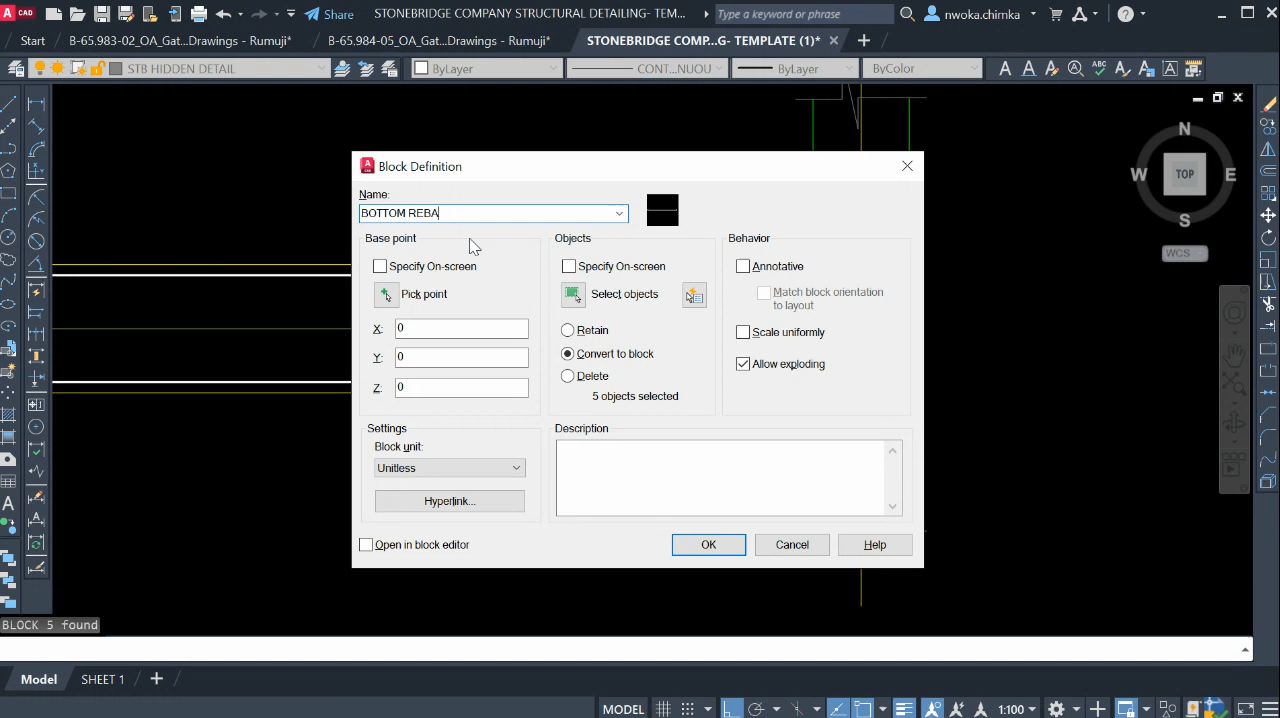 A CAD
Share
STONEBRIDGE COMPANY STRUCTURAL DETAILING- TEM...
Type a keyword or phrase
nwoka.chimka
Start
B-65.983-02_OA_Gat...Drawings - Rumuji*
B-65.984-05_OA_Gat...Drawings - Rumuji*
STONEBRIDGE COMP...G- TEMPLATE (1)*
STB HIDDEN DETAIL
ByLayer
CONT...NUOU
ByLayer
ByColor
N
W
TOP
E
S
WCS
Block Definition
Name:
BOTTOM REBA
Base point
Specify On-screen
Pick point
X: 0
Y: 0
Z: 0
Objects
Specify On-screen
Select objects
Retain
Convert to block
Delete
5 objects selected
Behavior
Annotative
Match block orientation
to layout
Scale uniformly
Allow exploding
Settings
Block unit:
Unitless
Hyperlink...
Description
Open in block editor
OK
Cancel
Help
BLOCK 5 found
Model
SHEET 1
MODEL
1:100